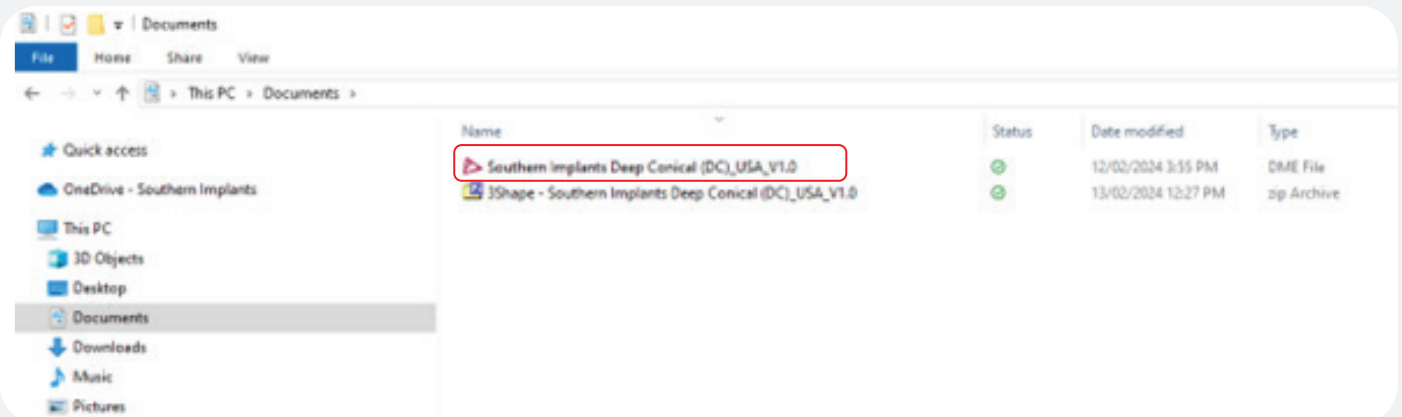 Documents
File Home Share View
This PC > Documents >
Name Status Date modified Type
Quick access
Southern Implants Deep Conical (DC)_USA_V1.0 12/02/2024 3:55 PM DME File
OneDrive - Southern Implants
3Shape - Southern Implants Deep Conical (DC)_USA_V1.0 13/02/2024 12:27 PM zip Archive
This PC
3D Objects
Desktop
Documents
Downloads
Music
Pictures